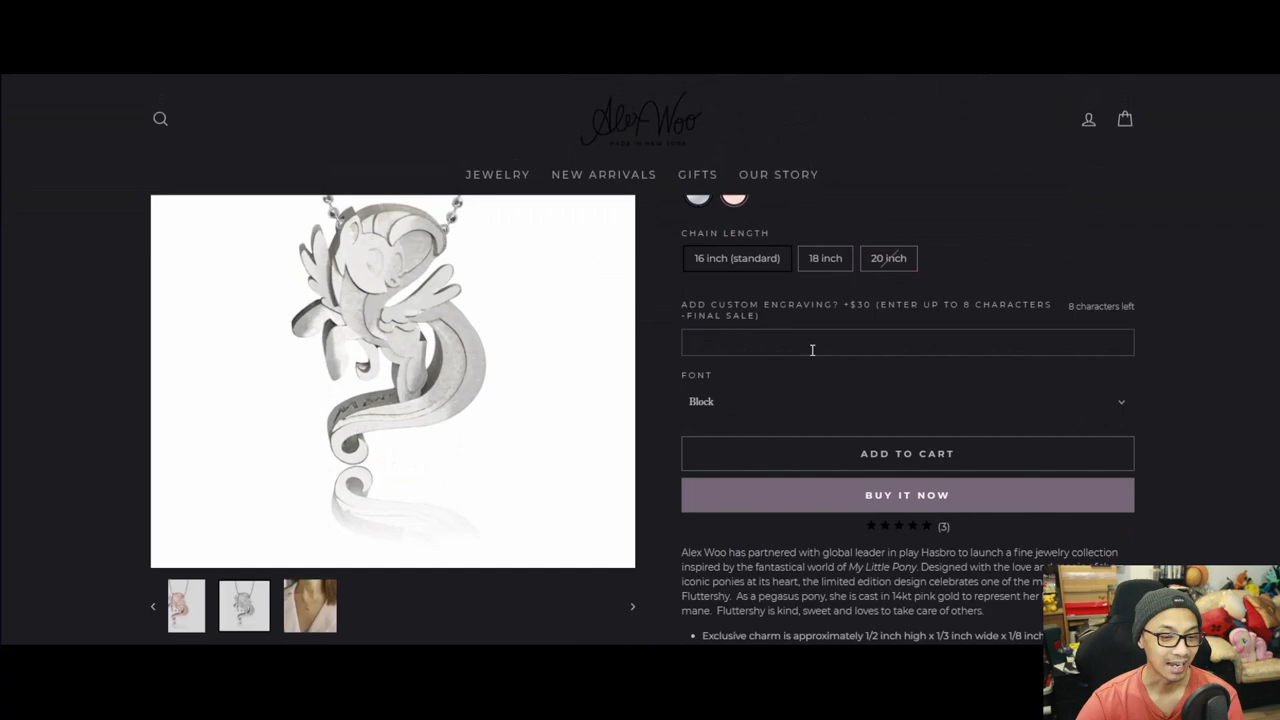 Alex Woo
MADE IN NEW YORK
JEWELRY NEW ARRIVALS GIFTS OUR STORY
CHAIN LENGTH
16 inch (standard) 18 inch 20 inch
ADD CUSTOM ENGRAVING? +$30 (ENTER UP TO 8 CHARACTERS
-FINAL SALE)
8 characters left
FONT
Block
ADD TO CART
BUY IT NOW
(3)
Alex Woo has partnered with global leader in play Hasbro to launch a fine jewelry collection
inspired by the fantastical world of My Little Pony. Designed with the love and
iconic ponies at its heart, the limited edition design celebrates one of the
Fluttershy. As a pegasus pony, she is cast in 14kt pink gold to represent her
mane. Fluttershy is kind, sweet and loves to take care of others.
• Exclusive charm is approximately 1/2 inch high x 1/3 inch wide x 1/8 inch